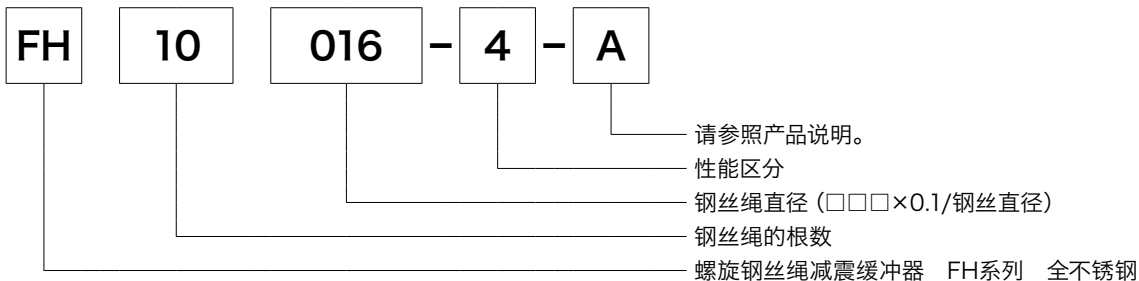 FH 10 016 - 4 - A
请参照产品说明。
性能区分
钢丝绳直径（□□□×0.1/钢丝直径）
钢丝绳的根数
螺旋钢丝绳减震缓冲器 FH系列 全不锈钢